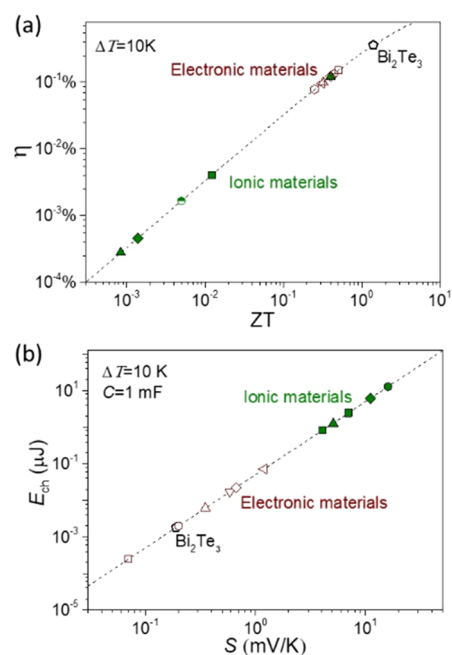 (a)
ΔT=10K
Electronic materials
Bi₂Te₃
Ionic materials
η
10⁻¹%
10⁻²%
10⁻³%
10⁻⁴%
10⁻³ 10⁻² 10⁻¹ 10⁰ 10¹
ZT
(b)
ΔT=10 K
C=1 mF
Ionic materials
Electronic materials
Bi₂Te₃
E_ch (μJ)
10¹
10⁻¹
10⁻³
10⁻⁵
10⁻¹ 10⁰ 10¹
S (mV/K)